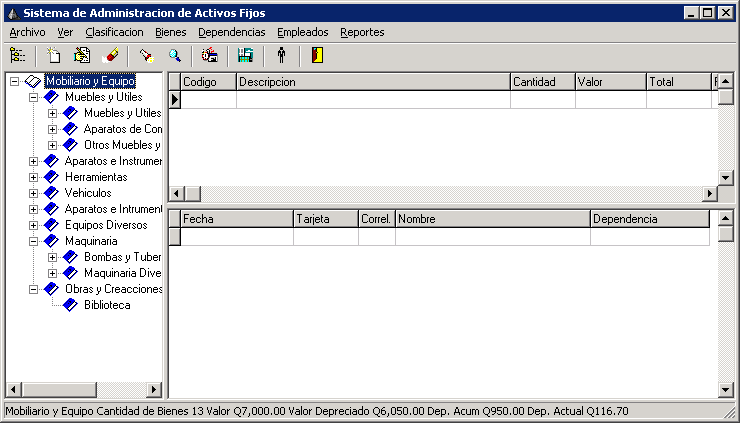 Sistema de Administracion de Activos Fijos
Archivo Ver Clasificacion Bienes Dependencias Empleados Reportes
Mobiliario y Equipo
Muebles y Utiles
Muebles y Utiles
Aparatos de Con
Otros Muebles y
Aparatos e Instrumer
Herramientas
Vehiculos
Aparatos e Intrument
Equipos Diversos
Maquinaria
Bombas y Tuber
Maquinaria Dive
Obras y Creacciones
Biblioteca
Codigo Descripcion Cantidad Valor Total
Fecha Tarjeta Correl. Nombre Dependencia
Mobiliario y Equipo Cantidad de Bienes 13 Valor Q7,000.00 Valor Depreciado Q6,050.00 Dep. Acum Q950.00 Dep. Actual Q116.70